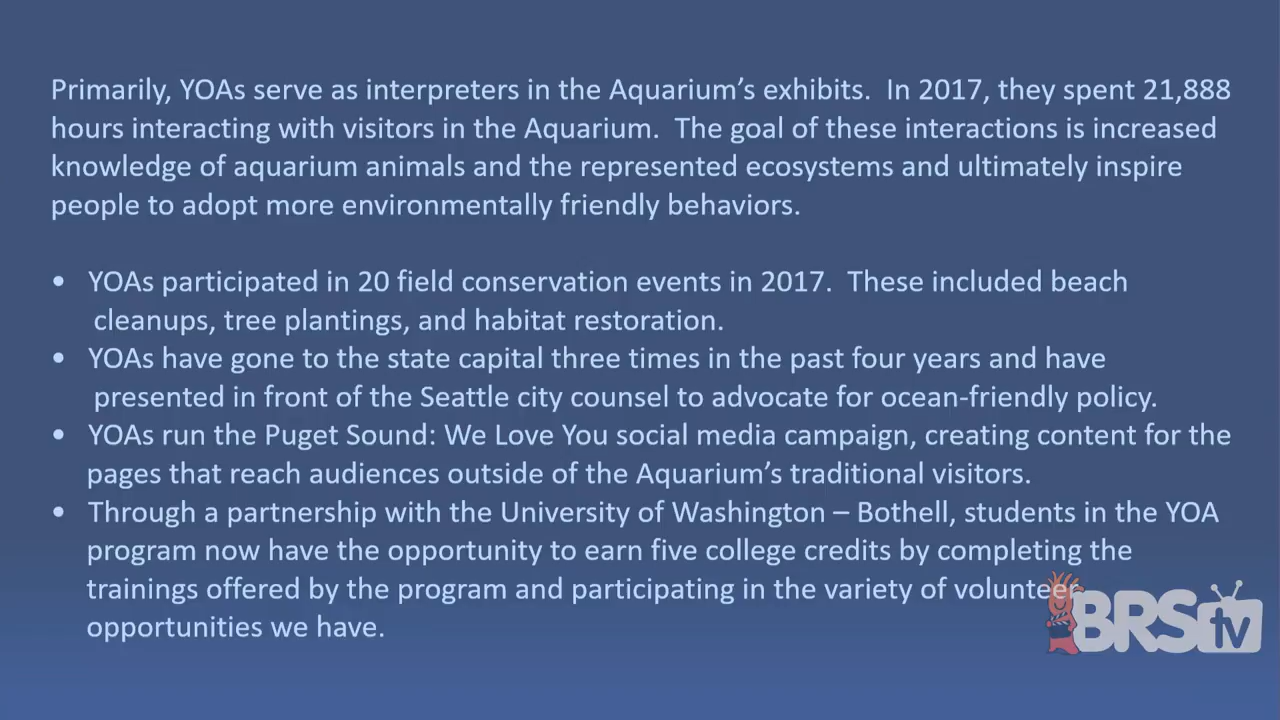 Primarily, YOAs serve as interpreters in the Aquarium’s exhibits.  In 2017, they spent 21,888
hours interacting with visitors in the Aquarium.  The goal of these interactions is increased
knowledge of aquarium animals and the represented ecosystems and ultimately inspire
people to adopt more environmentally friendly behaviors.
• YOAs participated in 20 field conservation events in 2017.  These included beach
cleanups, tree plantings, and habitat restoration.
• YOAs have gone to the state capital three times in the past four years and have
presented in front of the Seattle city counsel to advocate for ocean-friendly policy.
• YOAs run the Puget Sound: We Love You social media campaign, creating content for the
pages that reach audiences outside of the Aquarium’s traditional visitors.
• Through a partnership with the University of Washington – Bothell, students in the YOA
program now have the opportunity to earn five college credits by completing the
trainings offered by the program and participating in the variety of volunteer
opportunities we have.
BRS tv